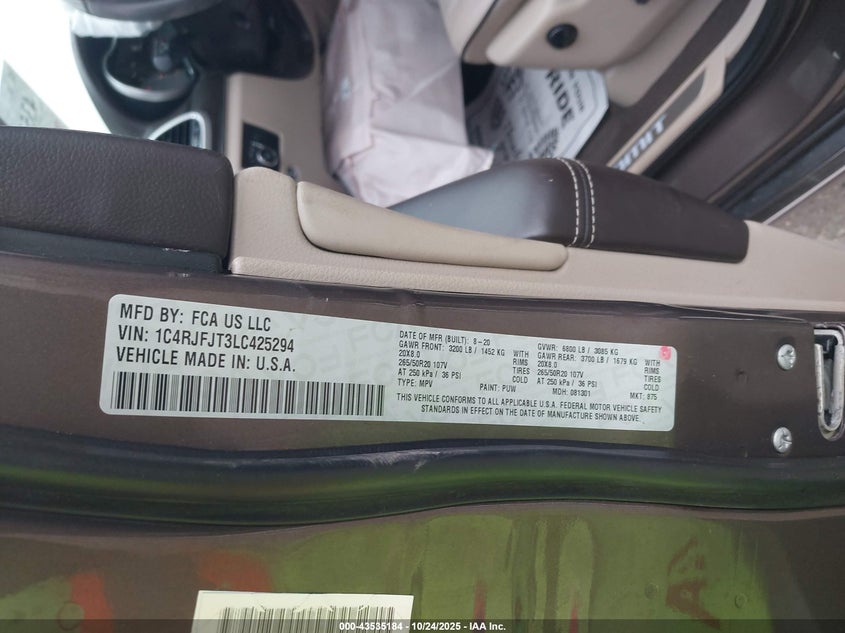 RIDE
SUMMIT
MFD BY: FCA US LLC
VIN: 1C4RJFJT3LC425294
VEHICLE MADE IN: U.S.A.
DATE OF MFR (BUILT): 8-20
GAWR FRONT: 3200 LB / 1452 KG WITH
20X8.0 RIMS
265/50R20 107V TIRES
AT 250 kPa / 36 PSI COLD
TYPE: MPV PAINT: PUW
GVWR: 6800 LB / 3085 KG
GAWR REAR: 3700 LB / 1679 KG WITH
20X8.0 RIMS
265/50R20 107V TIRES
AT 250 kPa / 36 PSI COLD
MDH: 081301 MKT: 875
THIS VEHICLE CONFORMS TO ALL APPLICABLE U.S.A. FEDERAL MOTOR VEHICLE SAFETY
STANDARDS IN EFFECT ON THE DATE OF MANUFACTURE SHOWN ABOVE.
000-43535184 - 10/24/2025 - iaai.com